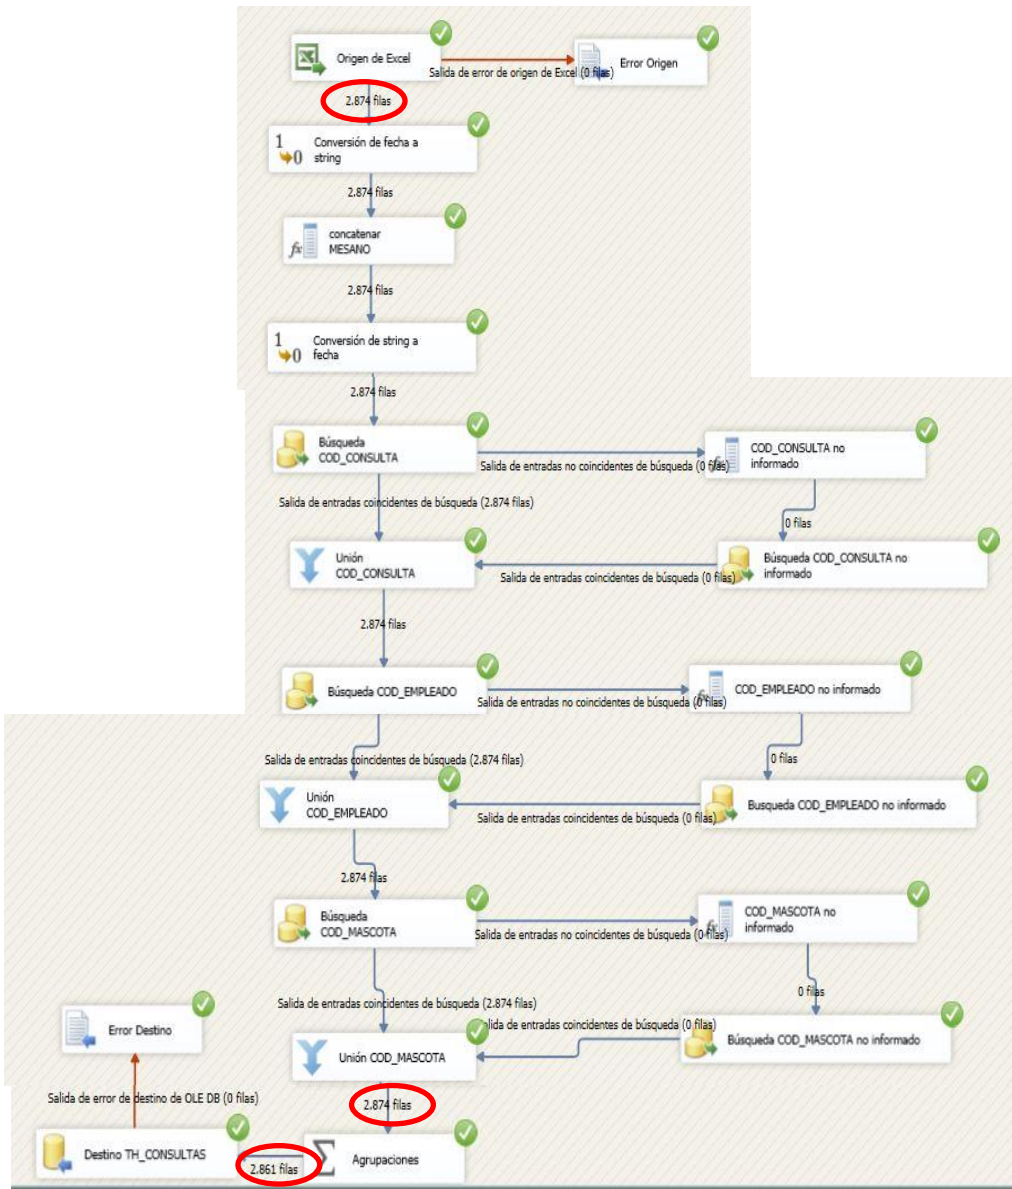 Origen de Excel
Error Origen
Salida de error de origen de Excel (0 filas)
2.874 filas
Conversión de fecha a
string
2.874 filas
concatenar
MESANO
2.874 filas
Conversión de string a
fecha
2.874 filas
Búsqueda
COD_CONSULTA
COD_CONSULTA no
informado
Salida de entradas no coincidentes de búsqueda (0 filas)
Salida de entradas coincidentes de búsqueda (2.874 filas)
0 filas
Unión
COD_CONSULTA
Búsqueda COD_CONSULTA no
informado
Salida de entradas coincidentes de búsqueda (0 filas)
2.874 filas
Búsqueda COD_EMPLEADO
COD_EMPLEADO no informado
Salida de entradas no coincidentes de búsqueda (0 filas)
Salida de entradas coincidentes de búsqueda (2.874 filas)
0 filas
Unión
COD_EMPLEADO
Busqueda COD_EMPLEADO no informado
Salida de entradas coincidentes de búsqueda (0 filas)
2.874 filas
Búsqueda
COD_MASCOTA
COD_MASCOTA no
informado
Salida de entradas no coincidentes de búsqueda (0 filas)
0 filas
Salida de entradas coincidentes de búsqueda (2.874 filas)
lida de entradas coincidentes de búsqueda (0 filas)
Error Destino
Unión COD_MASCOTA
Búsqueda COD_MASCOTA no informado
Salida de error de destino de OLE DB (0 filas)
2.874 filas
Destino TH_CONSULTAS
2.861 filas
Agrupaciones